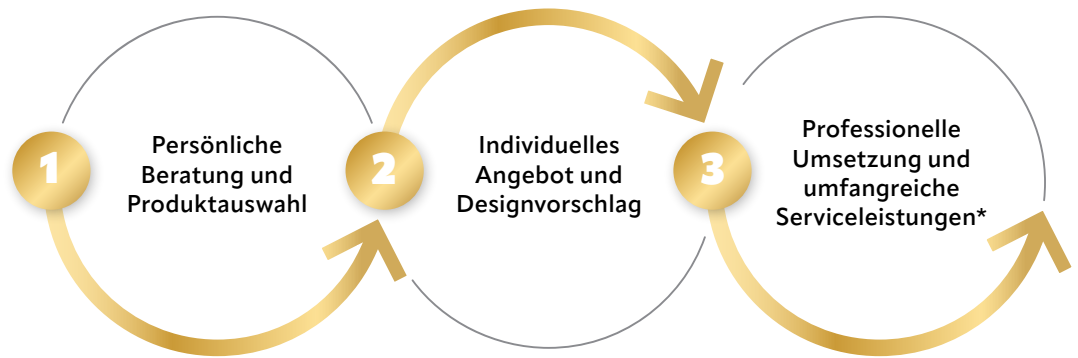 1
Persönliche
Beratung und
Produktauswahl
2
Individuelles
Angebot und
Designvorschlag
3
Professionelle
Umsetzung und
umfangreiche
Serviceleistungen*